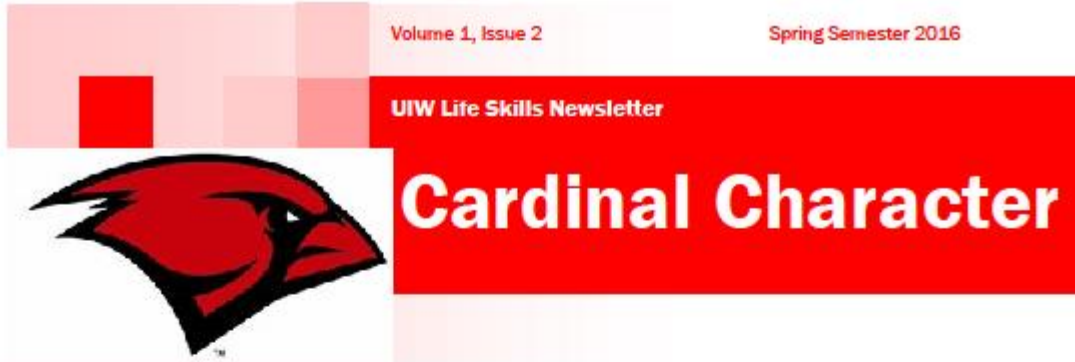 Volume 1, Issue 2 Spring Semester 2016
UIW Life Skills Newsletter
Cardinal Character
TM